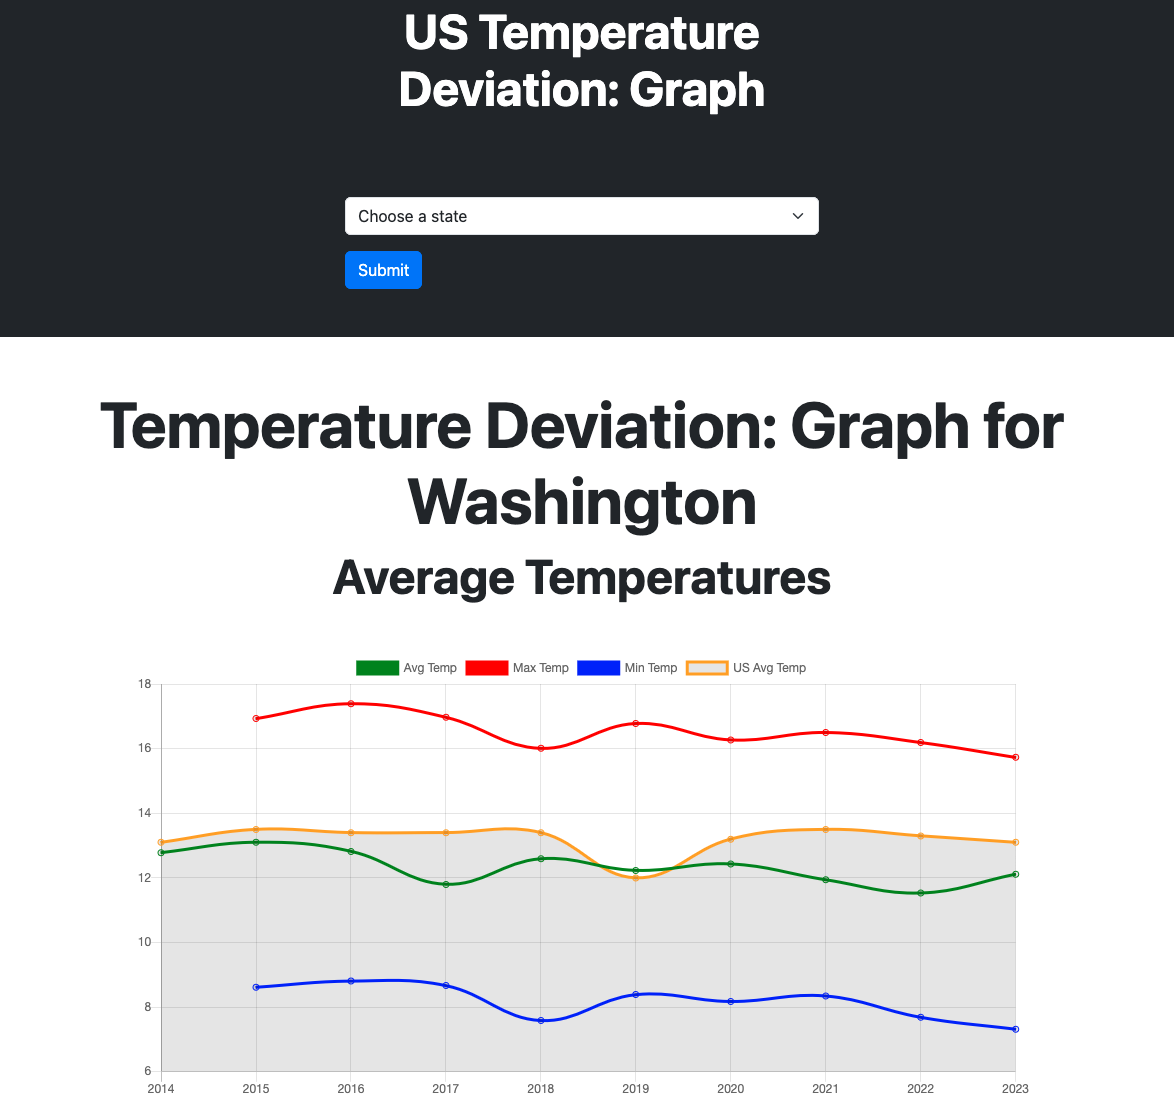 US Temperature
Deviation: Graph
Choose a state
Submit
Temperature Deviation: Graph for
Washington
Average Temperatures
Avg Temp Max Temp Min Temp US Avg Temp
18
16
14
12
10
8
6
2014 2015 2016 2017 2018 2019 2020 2021 2022 2023